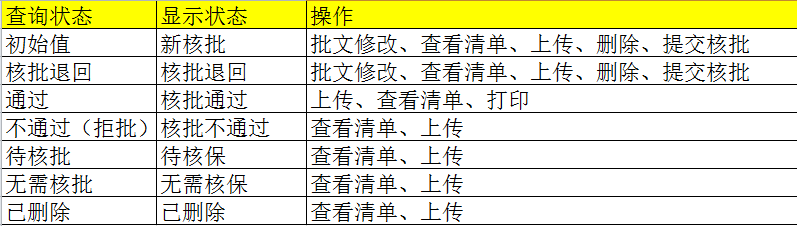 查询状态 显示状态 操作
初始值 新核批 批文修改、查看清单、上传、删除、提交核批
核批退回 核批退回 批文修改、查看清单、上传、删除、提交核批
通过 核批通过 上传、查看清单、打印
不通过（拒批） 核批不通过 查看清单、上传
待核批 待核保 查看清单、上传
无需核批 无需核保 查看清单、上传
已删除 已删除 查看清单、上传